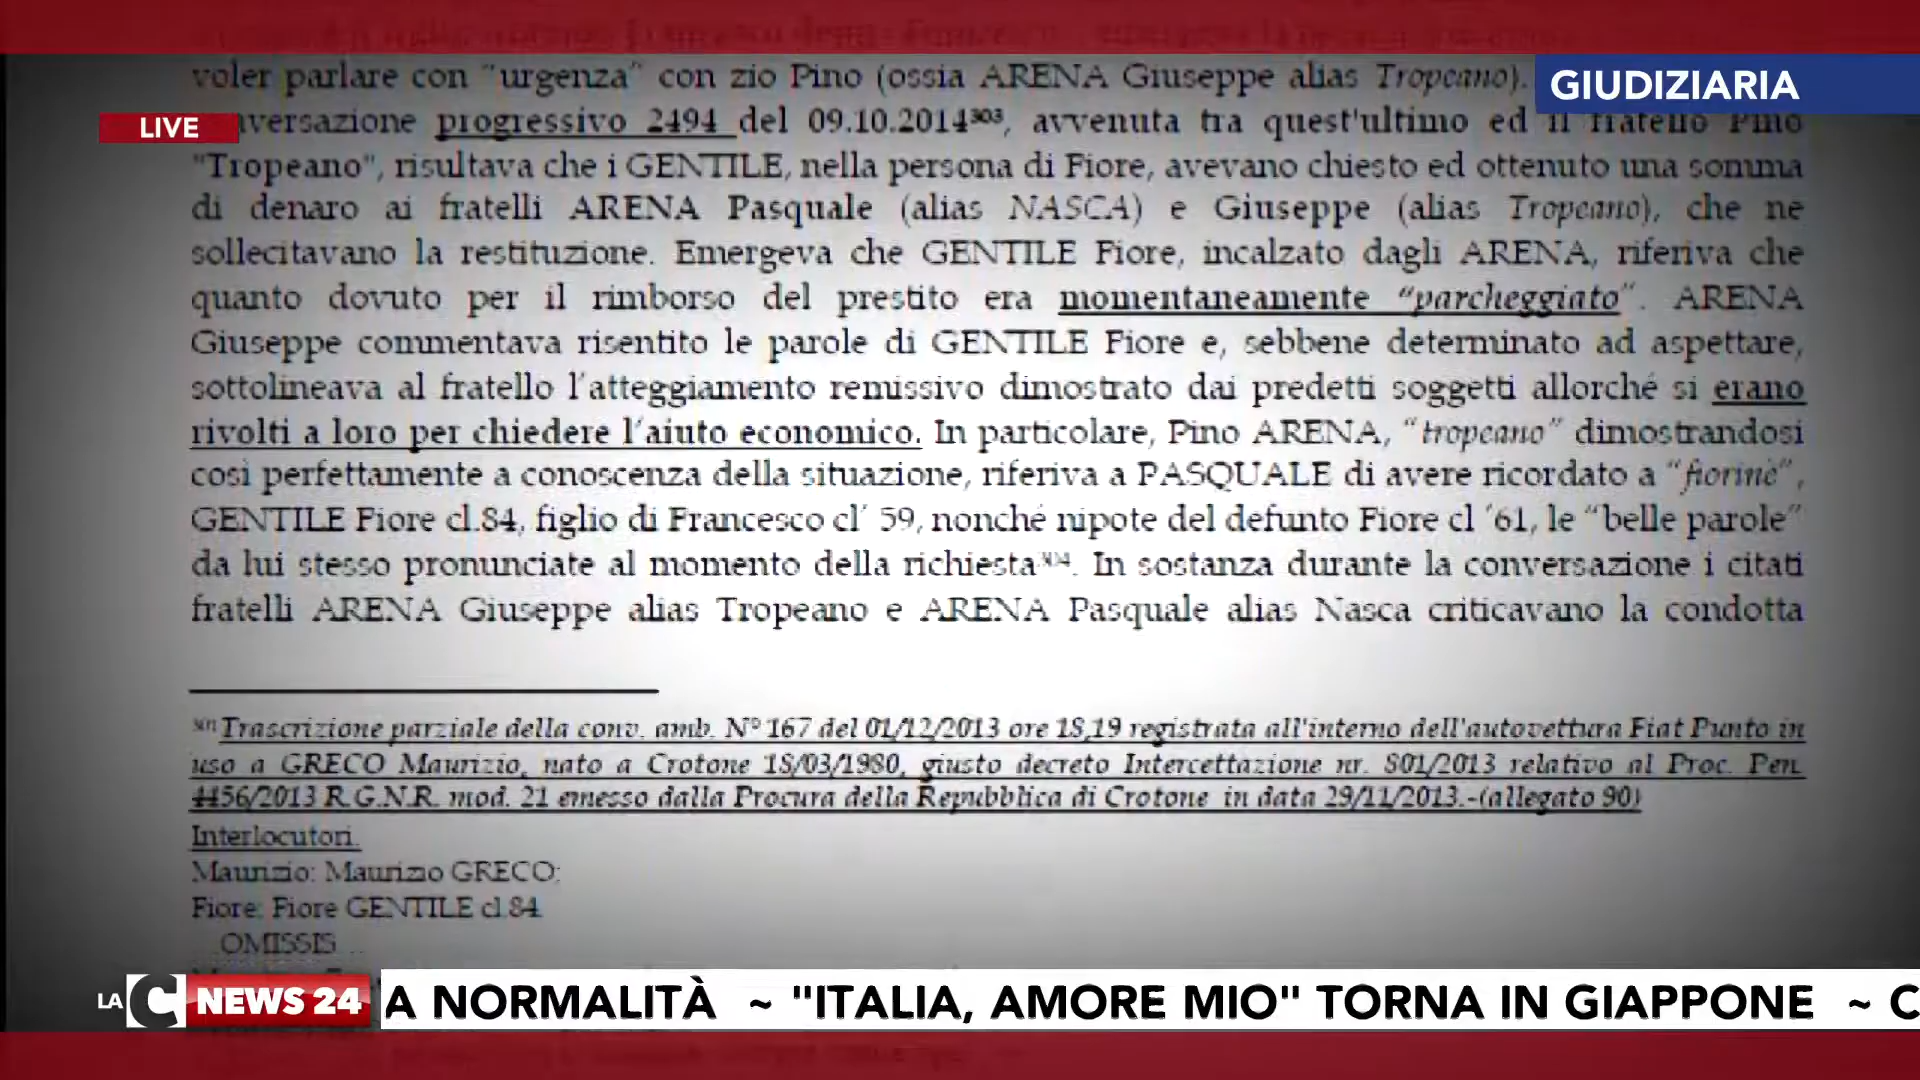 voler parlare con "urgenza" con zio Pino (ossia ARENA Giuseppe alias Tropeano).
GIUDIZIARIA
LIVE
versazione progressivo 2494 del 09.10.2014³⁰³, avvenuta tra quest'ultimo ed il fratello Pino
"Tropeano", risultava che i GENTILE, nella persona di Fiore, avevano chiesto ed ottenuto una somma
di denaro ai fratelli ARENA Pasquale (alias NASCA) e Giuseppe (alias Tropeano), che ne
sollecitavano la restituzione. Emergeva che GENTILE Fiore, incalzato dagli ARENA, riferiva che
quanto dovuto per il rimborso del prestito era momentaneamente "parcheggiato". ARENA
Giuseppe commentava risentito le parole di GENTILE Fiore e, sebbene determinato ad aspettare,
sottolineava al fratello l'atteggiamento remissivo dimostrato dai predetti soggetti allorché si erano
rivolti a loro per chiedere l'aiuto economico. In particolare, Pino ARENA, "tropeano" dimostrandosi
così perfettamente a conoscenza della situazione, riferiva a PASQUALE di avere ricordato a "fiorinè",
GENTILE Fiore cl.84, figlio di Francesco cl' 59, nonché nipote del defunto Fiore cl '61, le "belle parole"
da lui stesso pronunciate al momento della richiesta³⁰⁴. In sostanza durante la conversazione i citati
fratelli ARENA Giuseppe alias Tropeano e ARENA Pasquale alias Nasca criticavano la condotta
Trascrizione parziale della conv. amb. N° 167 del 01/12/2013 ore 18,19 registrata all'interno dell'autovettura Fiat Punto in
uso a GRECO Maurizio, nato a Crotone 18/03/1980, giusto decreto Intercettazione nr. 801/2013 relativo al Proc. Pen.
4456/2013 R.G.N.R. mod. 21 emesso dalla Procura della Repubblica di Crotone in data 29/11/2013.-(allegato 90)
Interlocutori.
Maurizio: Maurizio GRECO;
Fiore: Fiore GENTILE cl.84.
OMISSIS
LA C NEWS 24 A NORMALITÀ ~ "ITALIA, AMORE MIO" TORNA IN GIAPPONE ~ C